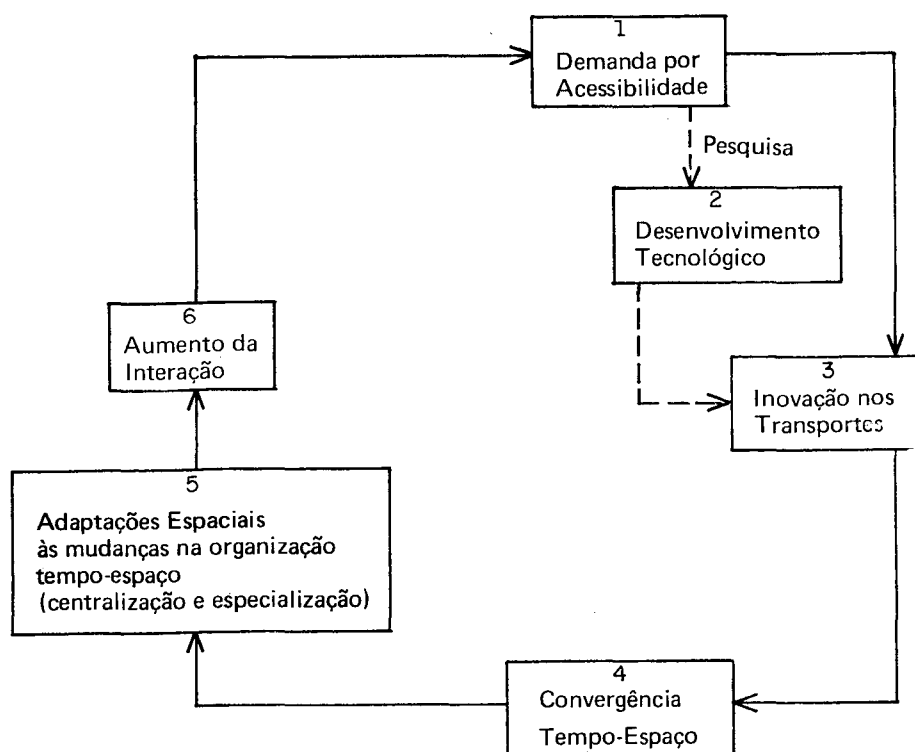 1
Demanda por
Acessibilidade
Pesquisa
2
Desenvolvimento
Tecnológico
3
Inovação nos
Transportes
4
Convergência
Tempo-Espaço
5
Adaptações Espaciais
às mudanças na organização
tempo-espaço
(centralização e especialização)
6
Aumento da
Interação